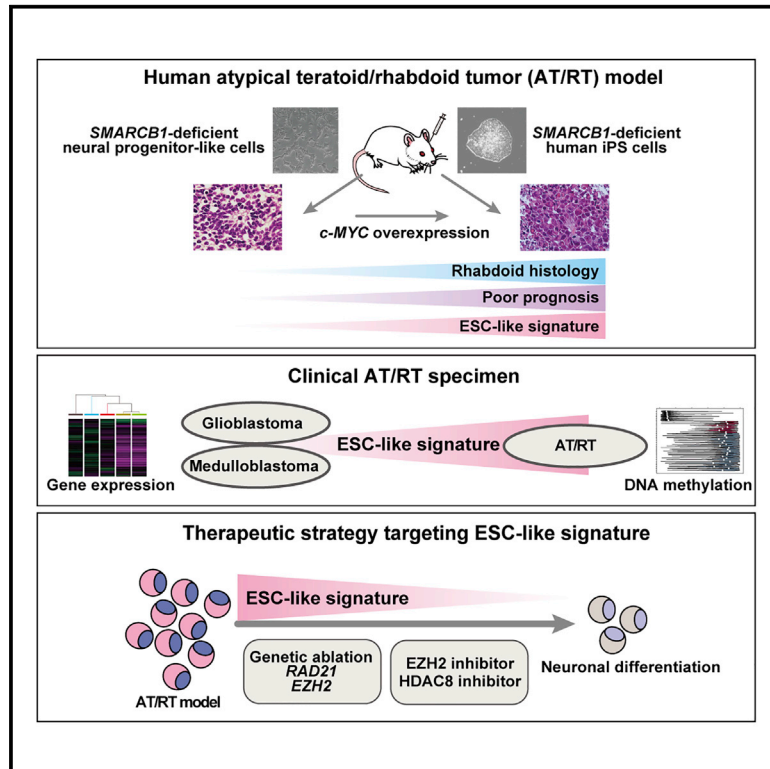 Human atypical teratoid/rhabdoid tumor (AT/RT) model
SMARCB1-deficient
neural progenitor-like cells
SMARCB1-deficient
human iPS cells
c-MYC overexpression
Rhabdoid histology
Poor prognosis
ESC-like signature
Clinical AT/RT specimen
Glioblastoma
Medulloblastoma
ESC-like signature
AT/RT
Gene expression
DNA methylation
Therapeutic strategy targeting ESC-like signature
ESC-like signature
Genetic ablation
RAD21
EZH2
EZH2 inhibitor
HDAC8 inhibitor
AT/RT model
Neuronal differentiation